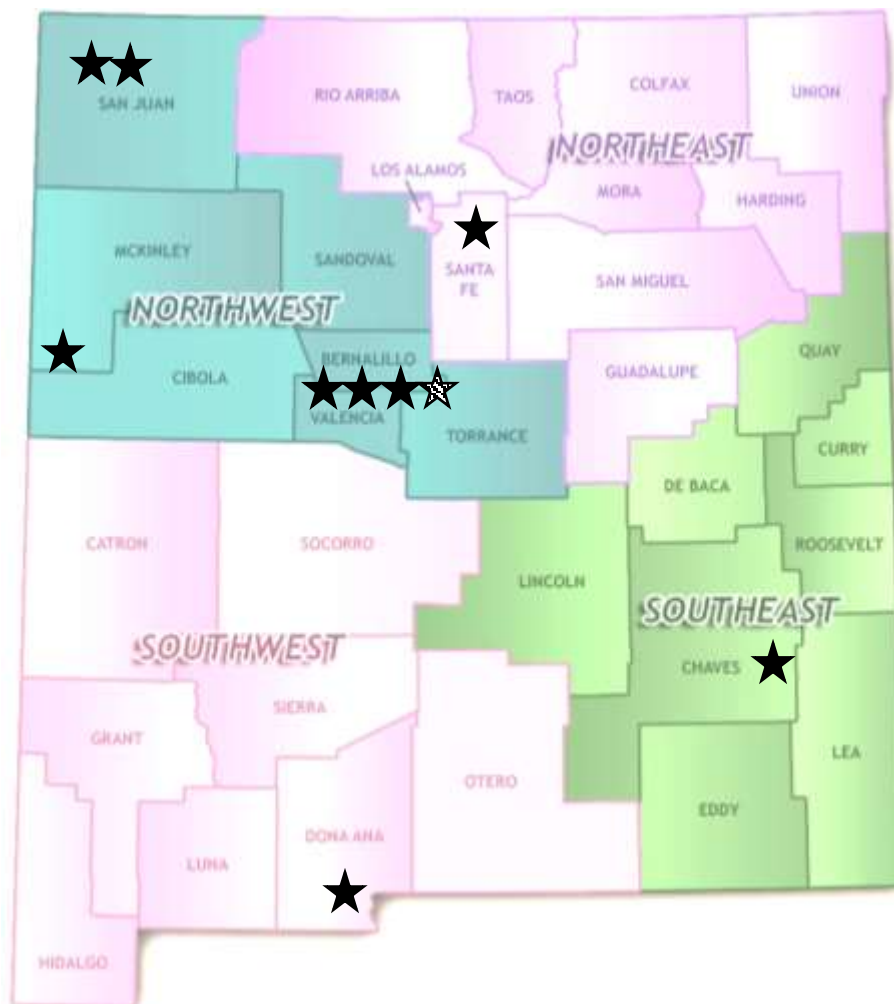 SAN JUAN
RIO ARRIBA
TAOS
COLFAX
UNION
NORTHEAST
LOS ALAMOS
MORA
HARDING
MCKINLEY
SANDOVAL
SANTA
FE
SAN MIGUEL
NORTHWEST
BERNALILLO
QUAY
CIBOLA
GUADALUPE
VALENCIA
TORRANCE
CURRY
DE BACA
CATRON
SOCORRO
ROOSEVELT
LINCOLN
SOUTHEAST
SOUTHWEST
CHAVES
SIERRA
GRANT
LEA
OTERO
EDDY
DONA ANA
LUNA
HIDALGO